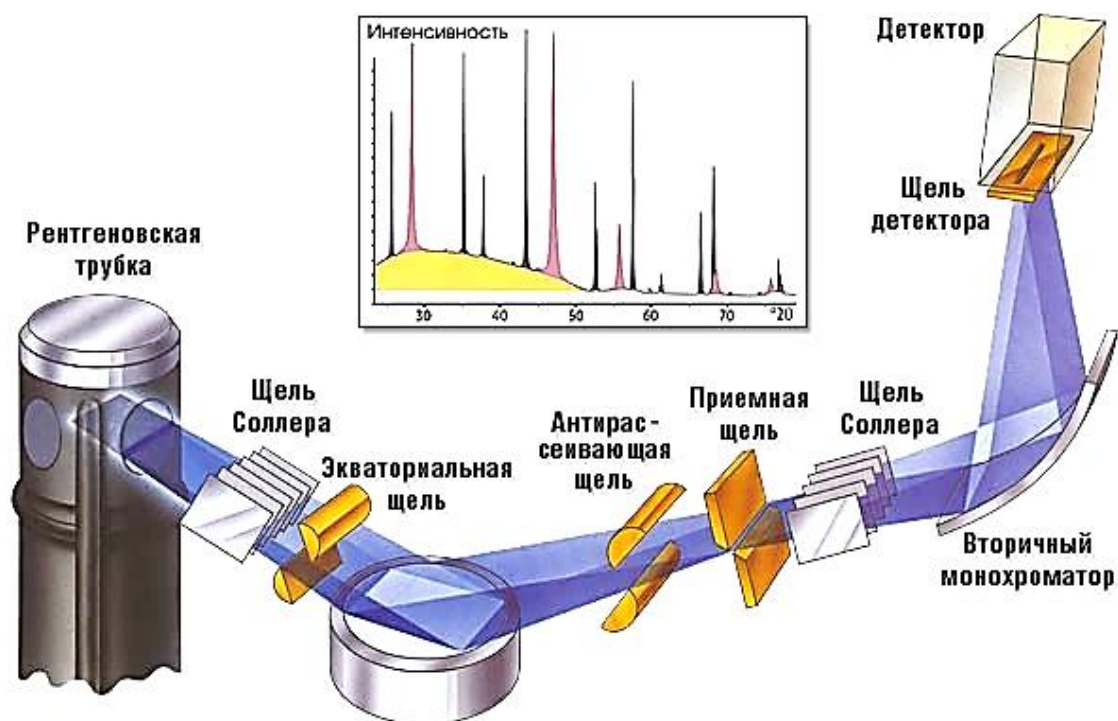 Интенсивность
30 40 50 60 70 °2θ
Детектор
Щель
детектора
Рентгеновская
трубка
Щель
Соллера
Экваториальная
щель
Антирас-
сеивающая
щель
Приемная
щель
Щель
Соллера
Вторичный
монохроматор